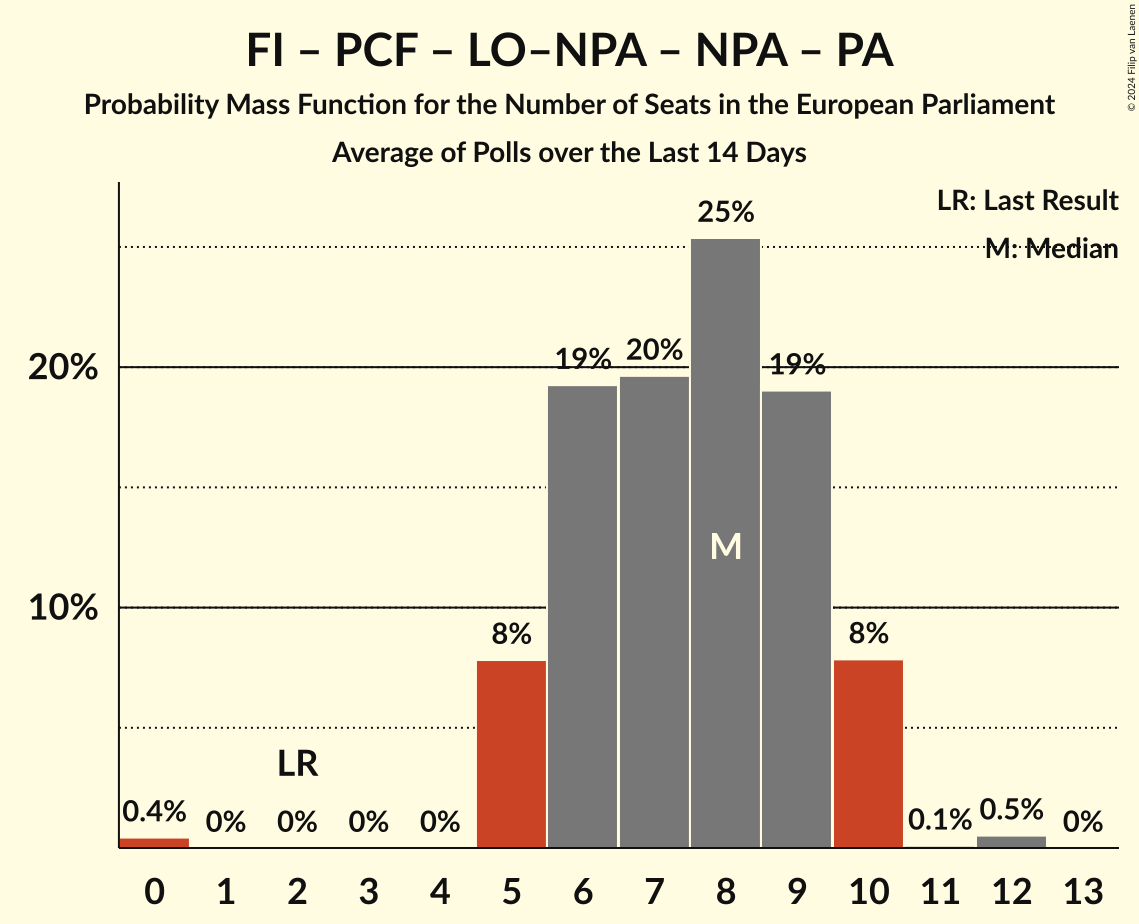 FI – PCF – LO–NPA – NPA – PA
Probability Mass Function for the Number of Seats in the European Parliament
Average of Polls over the Last 14 Days
© 2024 Filip van Laenen
LR: Last Result
M: Median
25%
20%
19% 20% 19%
M
10%
8% 8%
LR
0.4% 0% 0% 0% 0% 0.1% 0.5% 0%
0 1 2 3 4 5 6 7 8 9 10 11 12 13